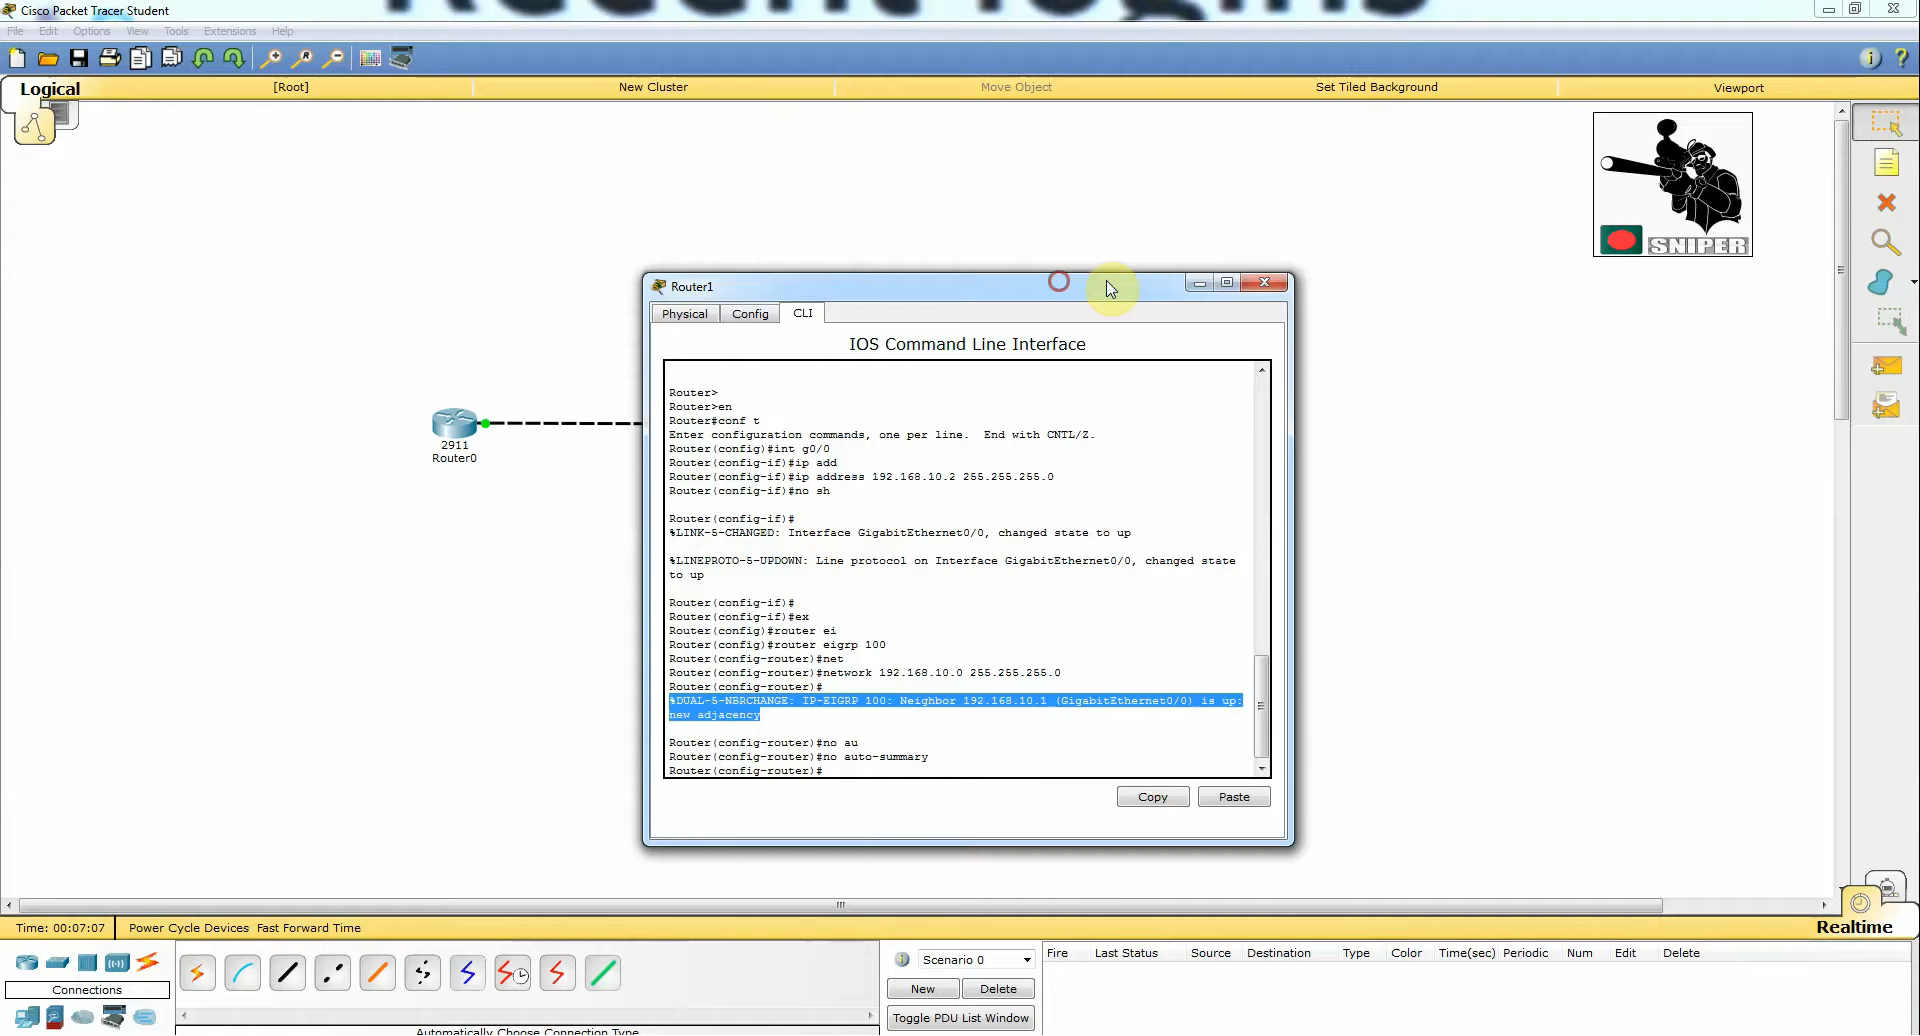 Cisco Packet Tracer Student
File Edit Options View Tools Extensions Help
Logical [Root] New Cluster Move Object Set Tiled Background Viewport
SNIPER
Router1
Physical Config CLI
IOS Command Line Interface
Router>
Router>en
Router#conf t
Enter configuration commands, one per line.  End with CNTL/Z.
Router(config)#int g0/0
Router(config-if)#ip add
Router(config-if)#ip address 192.168.10.2 255.255.255.0
Router(config-if)#no sh
Router(config-if)#
%LINK-5-CHANGED: Interface GigabitEthernet0/0, changed state to up
%LINEPROTO-5-UPDOWN: Line protocol on Interface GigabitEthernet0/0, changed state
to up
Router(config-if)#
Router(config-if)#ex
Router(config)#router ei
Router(config)#router eigrp 100
Router(config-router)#net
Router(config-router)#network 192.168.10.0 255.255.255.0
Router(config-router)#
%DUAL-5-NBRCHANGE: IP-EIGRP 100: Neighbor 192.168.10.1 (GigabitEthernet0/0) is up:
new adjacency
Router(config-router)#no au
Router(config-router)#no auto-summary
Router(config-router)#
Copy Paste
2911
Router0
Time: 00:07:07 Power Cycle Devices Fast Forward Time
Realtime
Connections
Automatically Choose Connection Type
Scenario 0
New Delete
Toggle PDU List Window
Fire Last Status Source Destination Type Color Time(sec) Periodic Num Edit Delete